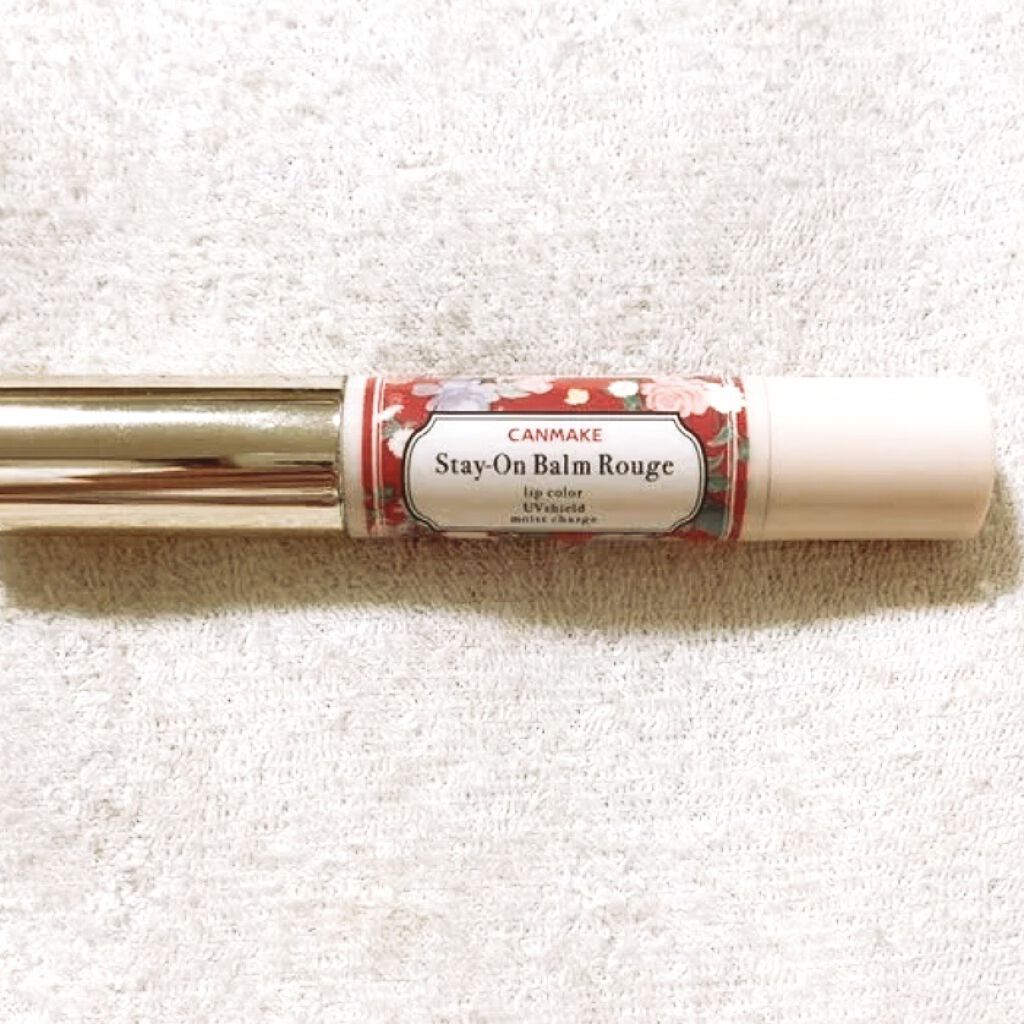 CANMAKE
Stay-On Balm Rouge
lip color
UVshield
moist charge